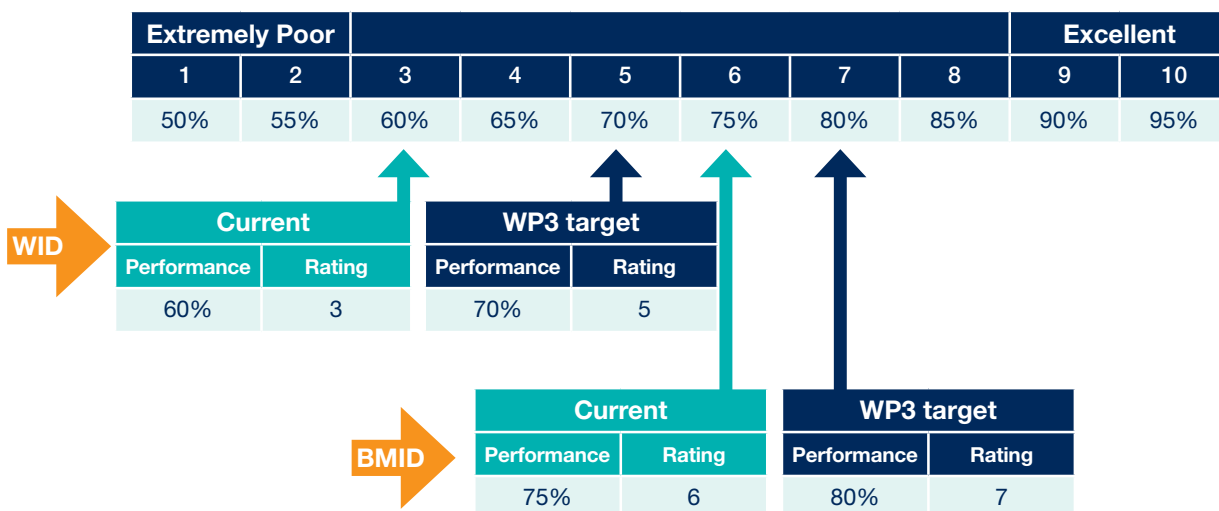 Extremely Poor Excellent
1 2 3 4 5 6 7 8 9 10
50% 55% 60% 65% 70% 75% 80% 85% 90% 95%
WID
Current
Performance Rating
60% 3
WP3 target
Performance Rating
70% 5
BMID
Current
Performance Rating
75% 6
WP3 target
Performance Rating
80% 7